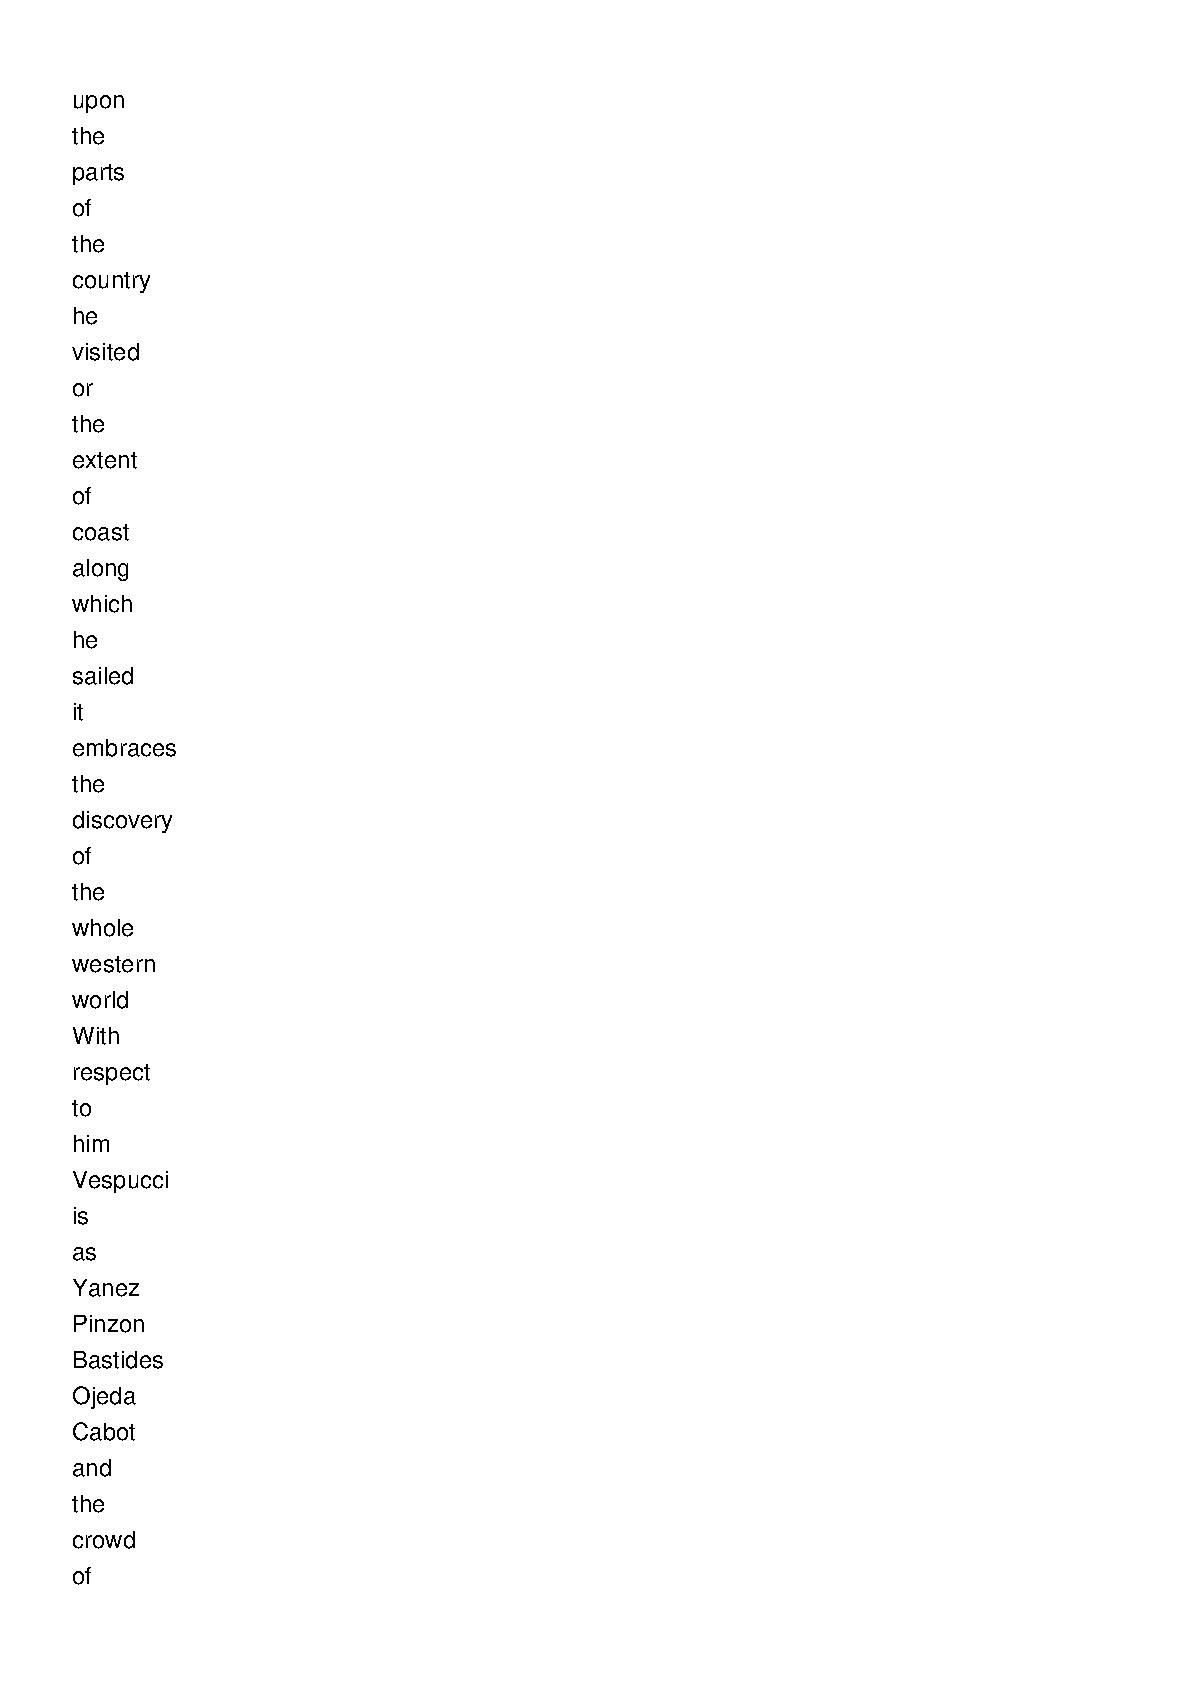 upon
the
parts
of
the
country
he
visited
or
the
extent
of
coast
along
which
he
sailed
it
embraces
the
discovery
of
the
whole
western
world
With
respect
to
him
Vespucci
is
as
Yanez
Pinzon
Bastides
Ojeda
Cabot
and
the
crowd
of